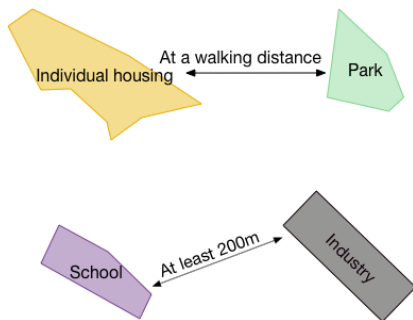 At a walking distance
Individual housing
Park
At least 200m
Industry
School